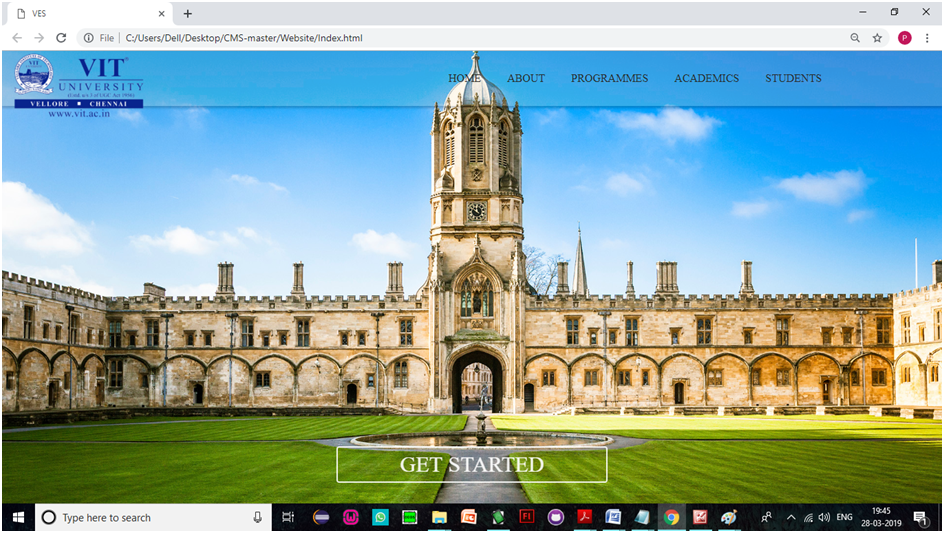 VES
File | C:/Users/Dell/Desktop/CMS-master/Website/Index.html
P
VIT
UNIVERSITY
(Estd. u/s 3 of UGC Act 1956)
VELLORE ■ CHENNAI
www.vit.ac.in
HOME ABOUT PROGRAMMES ACADEMICS STUDENTS
GET STARTED
Type here to search
ENG
19:45
28-03-2019